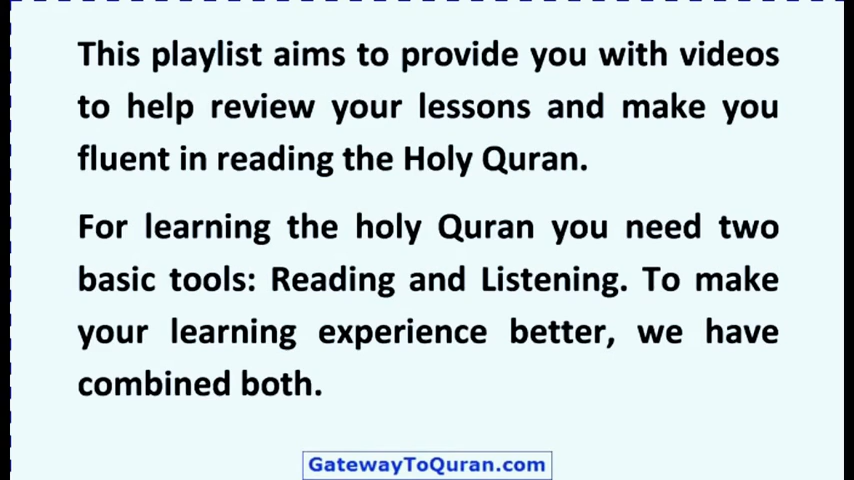 This playlist aims to provide you with videos
to help review your lessons and make you
fluent in reading the Holy Quran.
For learning the holy Quran you need two
basic tools: Reading and Listening. To make
your learning experience better, we have
combined both.
GatewayToQuran.com